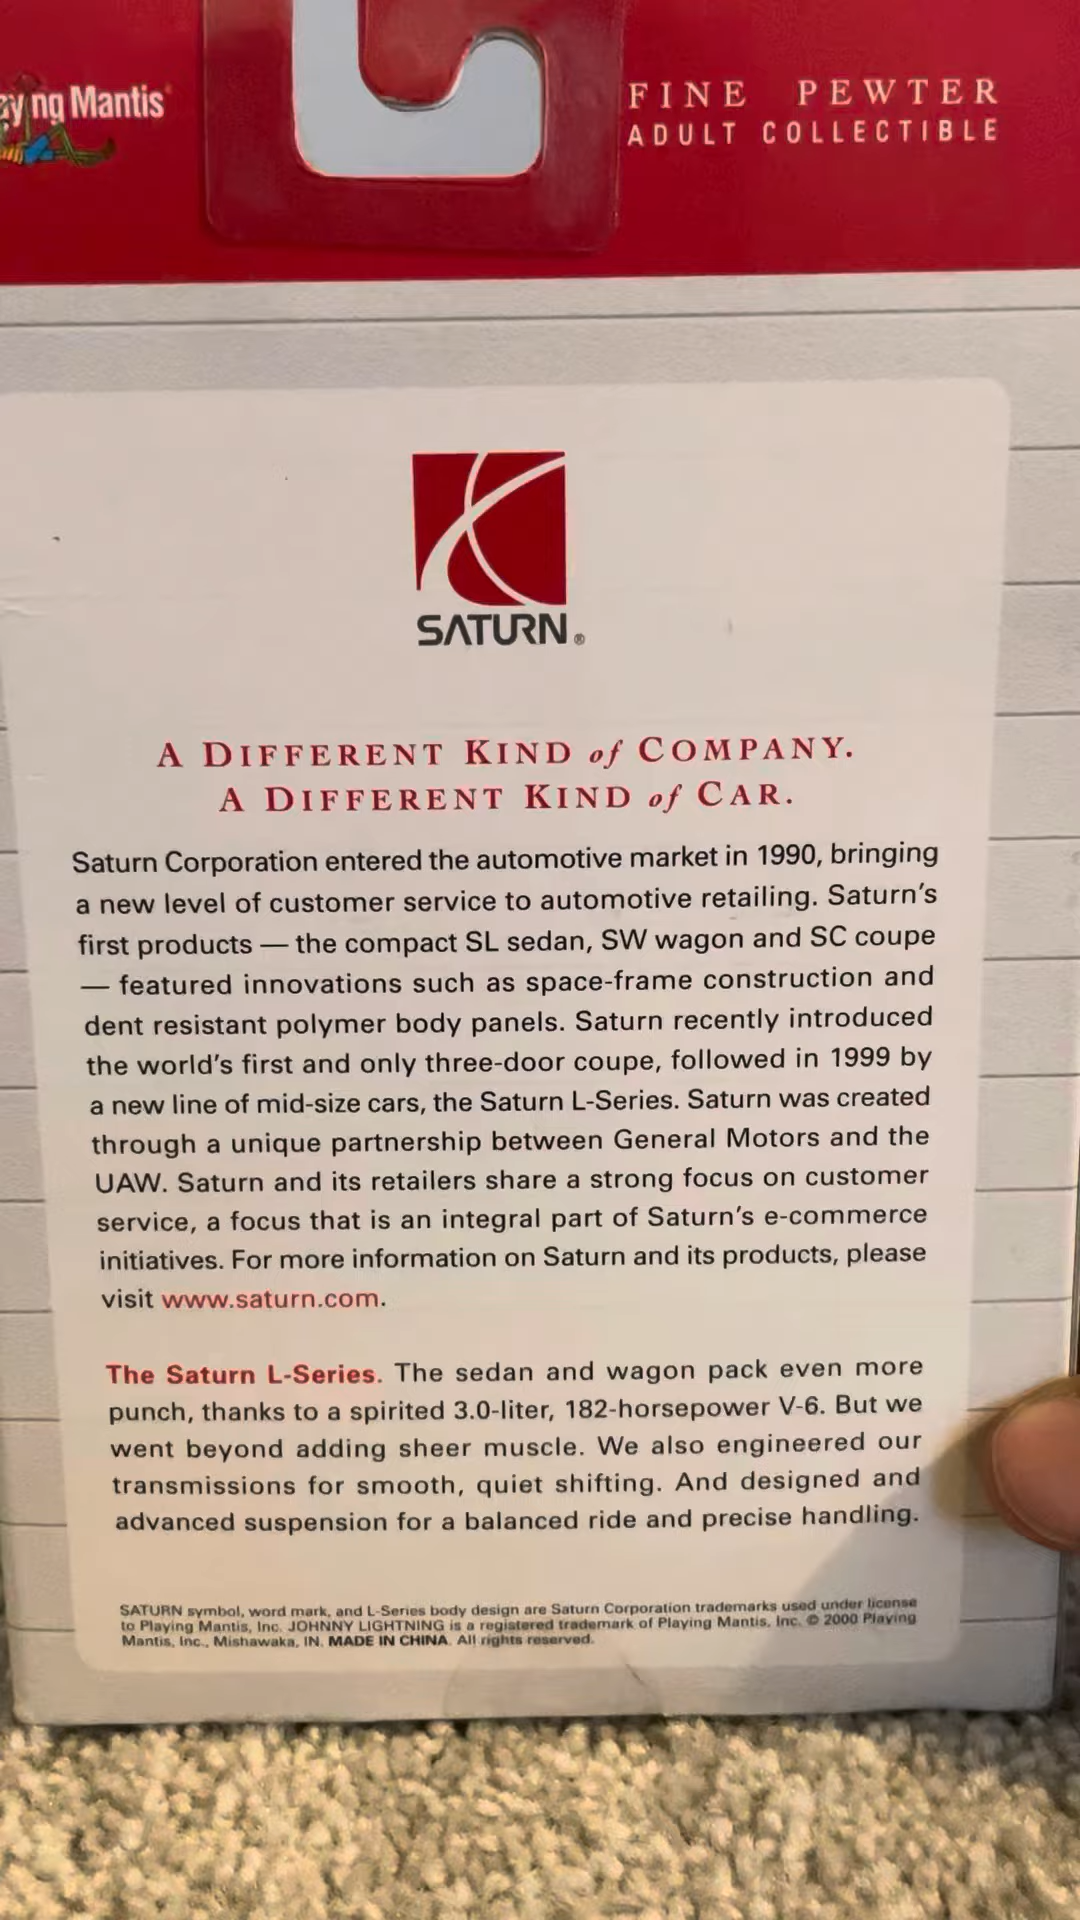 ying Mantis
FINE PEWTER
ADULT COLLECTIBLE
SATURN®
A DIFFERENT KIND of COMPANY.
A DIFFERENT KIND of CAR.
Saturn Corporation entered the automotive market in 1990, bringing
a new level of customer service to automotive retailing. Saturn's
first products — the compact SL sedan, SW wagon and SC coupe
— featured innovations such as space-frame construction and
dent resistant polymer body panels. Saturn recently introduced
the world's first and only three-door coupe, followed in 1999 by
a new line of mid-size cars, the Saturn L-Series. Saturn was created
through a unique partnership between General Motors and the
UAW. Saturn and its retailers share a strong focus on customer
service, a focus that is an integral part of Saturn's e-commerce
initiatives. For more information on Saturn and its products, please
visit www.saturn.com.
The Saturn L-Series. The sedan and wagon pack even more
punch, thanks to a spirited 3.0-liter, 182-horsepower V-6. But we
went beyond adding sheer muscle. We also engineered our
transmissions for smooth, quiet shifting. And designed and
advanced suspension for a balanced ride and precise handling.
SATURN symbol, word mark, and L-Series body design are Saturn Corporation trademarks used under license
to Playing Mantis, Inc. JOHNNY LIGHTNING is a registered trademark of Playing Mantis, Inc. © 2000 Playing
Mantis, Inc., Mishawaka, IN. MADE IN CHINA. All rights reserved.